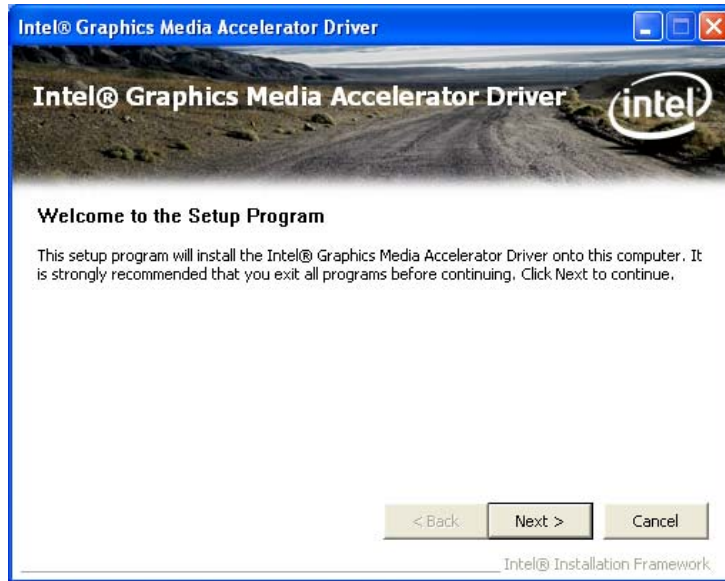 Intel® Graphics Media Accelerator Driver
Intel® Graphics Media Accelerator Driver
intel
Welcome to the Setup Program
This setup program will install the Intel® Graphics Media Accelerator Driver onto this computer. It
is strongly recommended that you exit all programs before continuing. Click Next to continue.
< Back Next > Cancel
Intel® Installation Framework